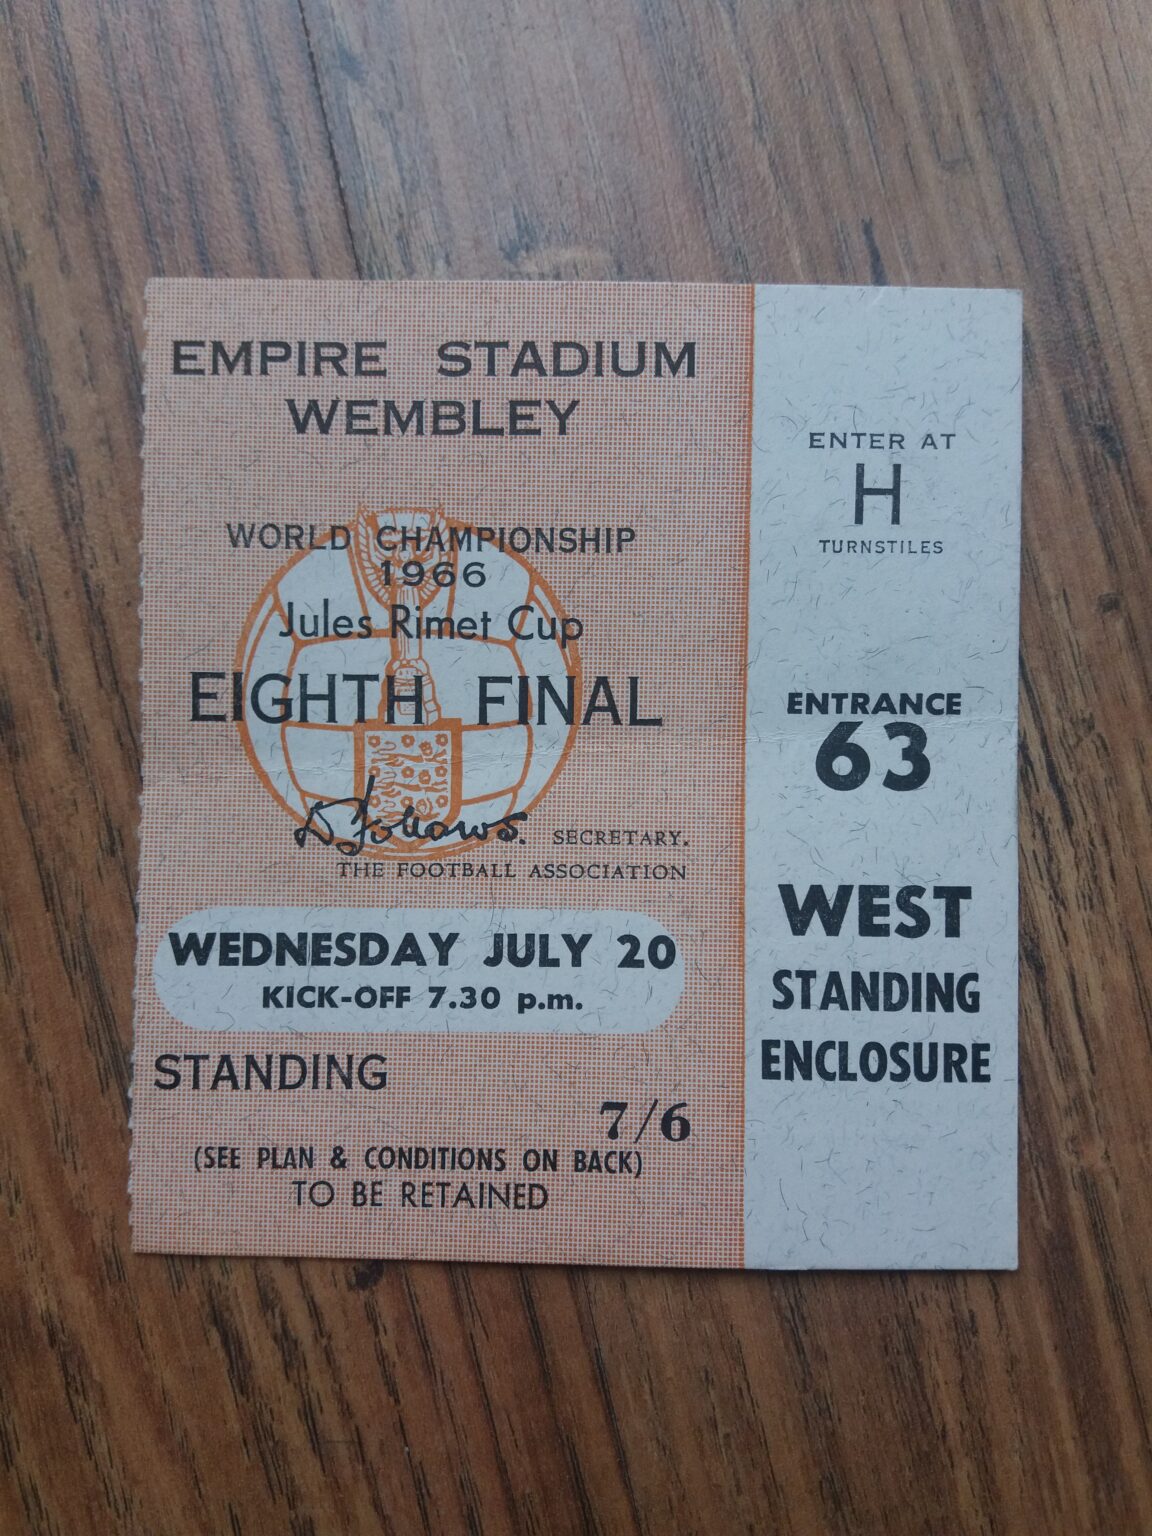 EMPIRE STADIUM
WEMBLEY
WORLD CHAMPIONSHIP
1966
Jules Rimet Cup
EIGHTH FINAL
D Follows.
SECRETARY.
THE FOOTBALL ASSOCIATION
WEDNESDAY JULY 20
KICK-OFF 7.30 p.m.
STANDING
7/6
(SEE PLAN & CONDITIONS ON BACK)
TO BE RETAINED
ENTER AT
H
TURNSTILES
ENTRANCE
63
WEST
STANDING
ENCLOSURE